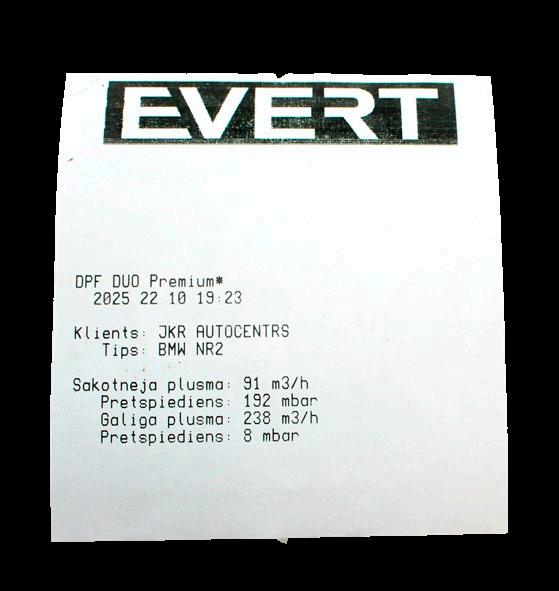 EVERT
DPF DUO Premium*
2025 22 10 19:23
Klients: JKR AUTOCENTRS
Tips: BMW NR2
Sakotneja plusma: 91 m3/h
Pretspiediens: 192 mbar
Galiga plusma: 238 m3/h
Pretspiediens: 8 mbar